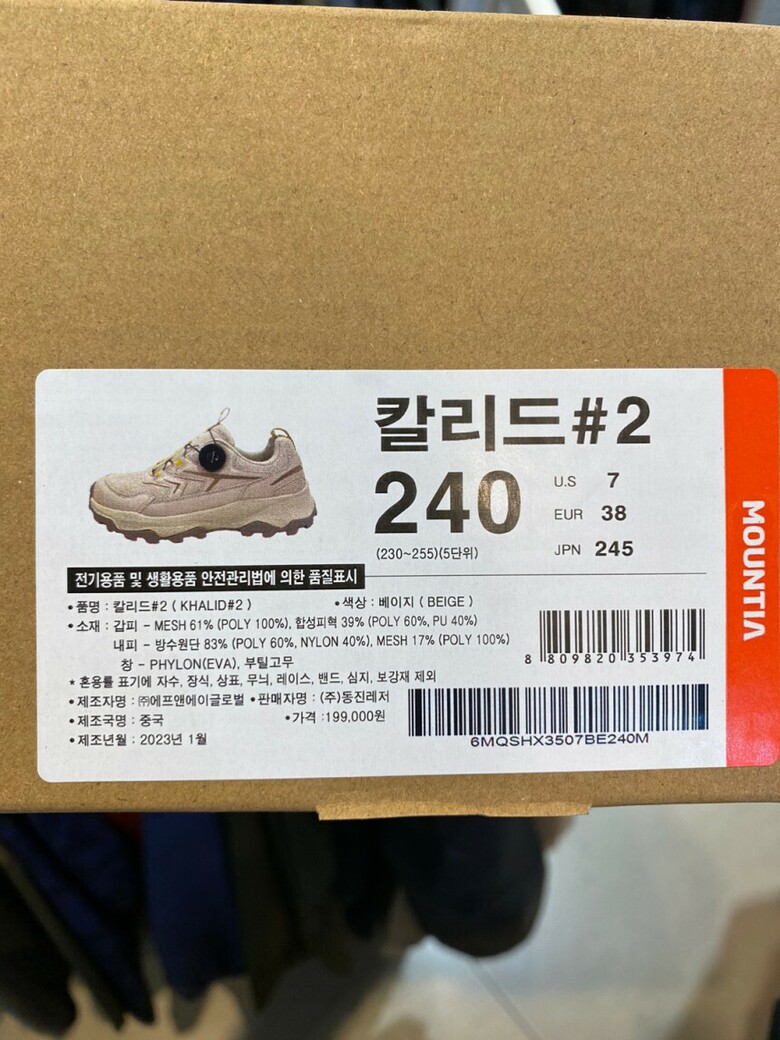 칼리드#2
240
U.S 7
EUR 38
JPN 245
(230~255)(5단위)
MOUNTIA
전기용품 및 생활용품 안전관리법에 의한 품질표시
•품명 : 칼리드#2 ( KHALID#2 ) •색상 : 베이지 ( BEIGE )
•소재 : 갑피 – MESH 61% (POLY 100%), 합성피혁 39% (POLY 60%, PU 40%)
내피 – 방수원단 83% (POLY 60%, NYLON 40%), MESH 17% (POLY 100%)
창 – PHYLON(EVA), 부틸고무
★ 혼용률 표기에 자수, 장식, 상표, 무늬, 레이스, 밴드, 심지, 보강재 제외
•제조자명 : ㈜에프앤에이글로벌 •판매자명 : (주)동진레저
•제조국명 : 중국 •가격 : 199,000원
•제조년월 : 2023년 1월
8 809820 353974
6MQSHX3507BE240M